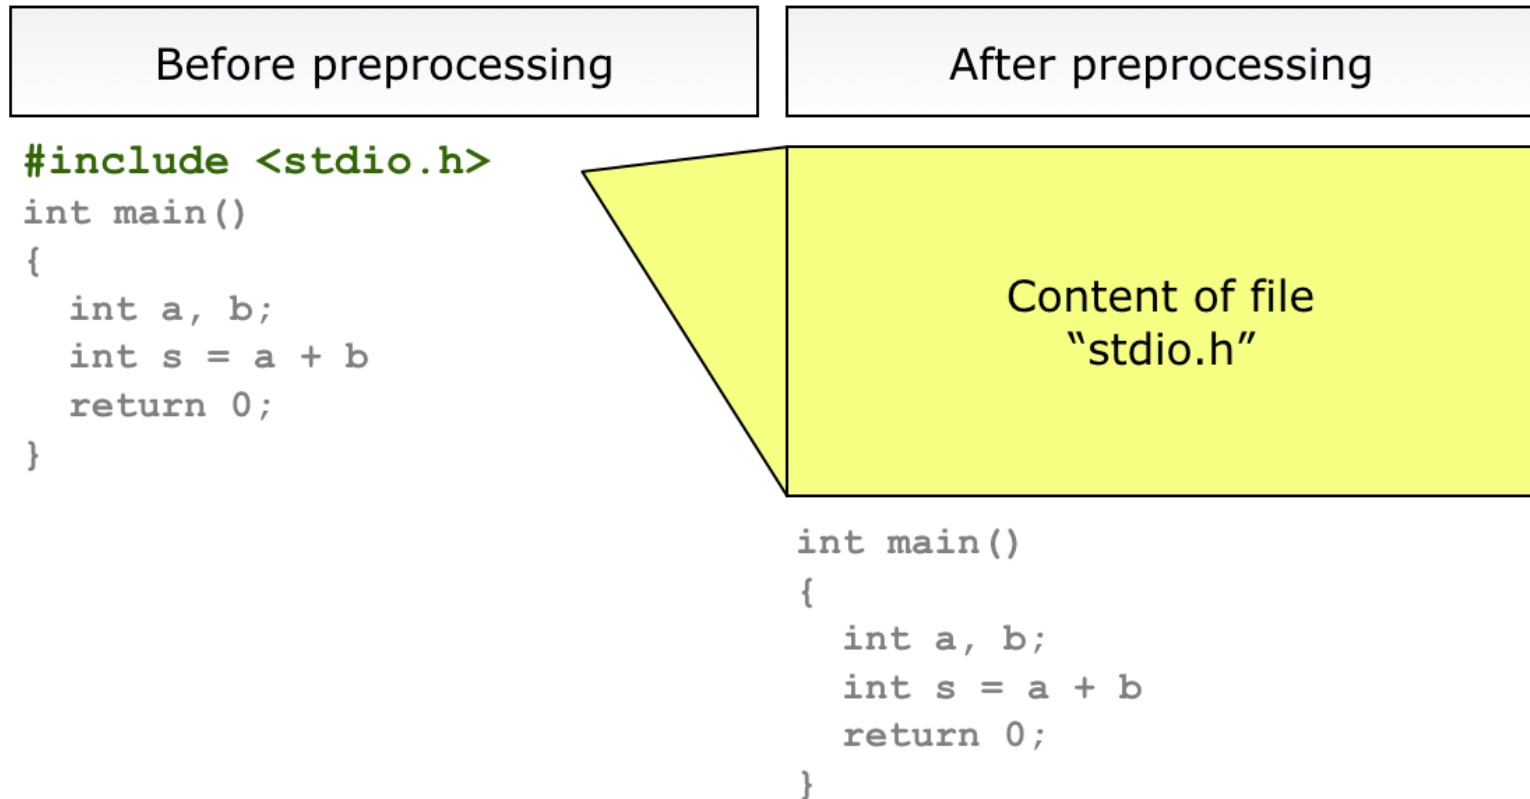 Before preprocessing
After preprocessing
#include <stdio.h>
int main()
{
int a, b;
int s = a + b
return 0;
}
Content of file
“stdio.h”
int main()
{
int a, b;
int s = a + b
return 0;
}